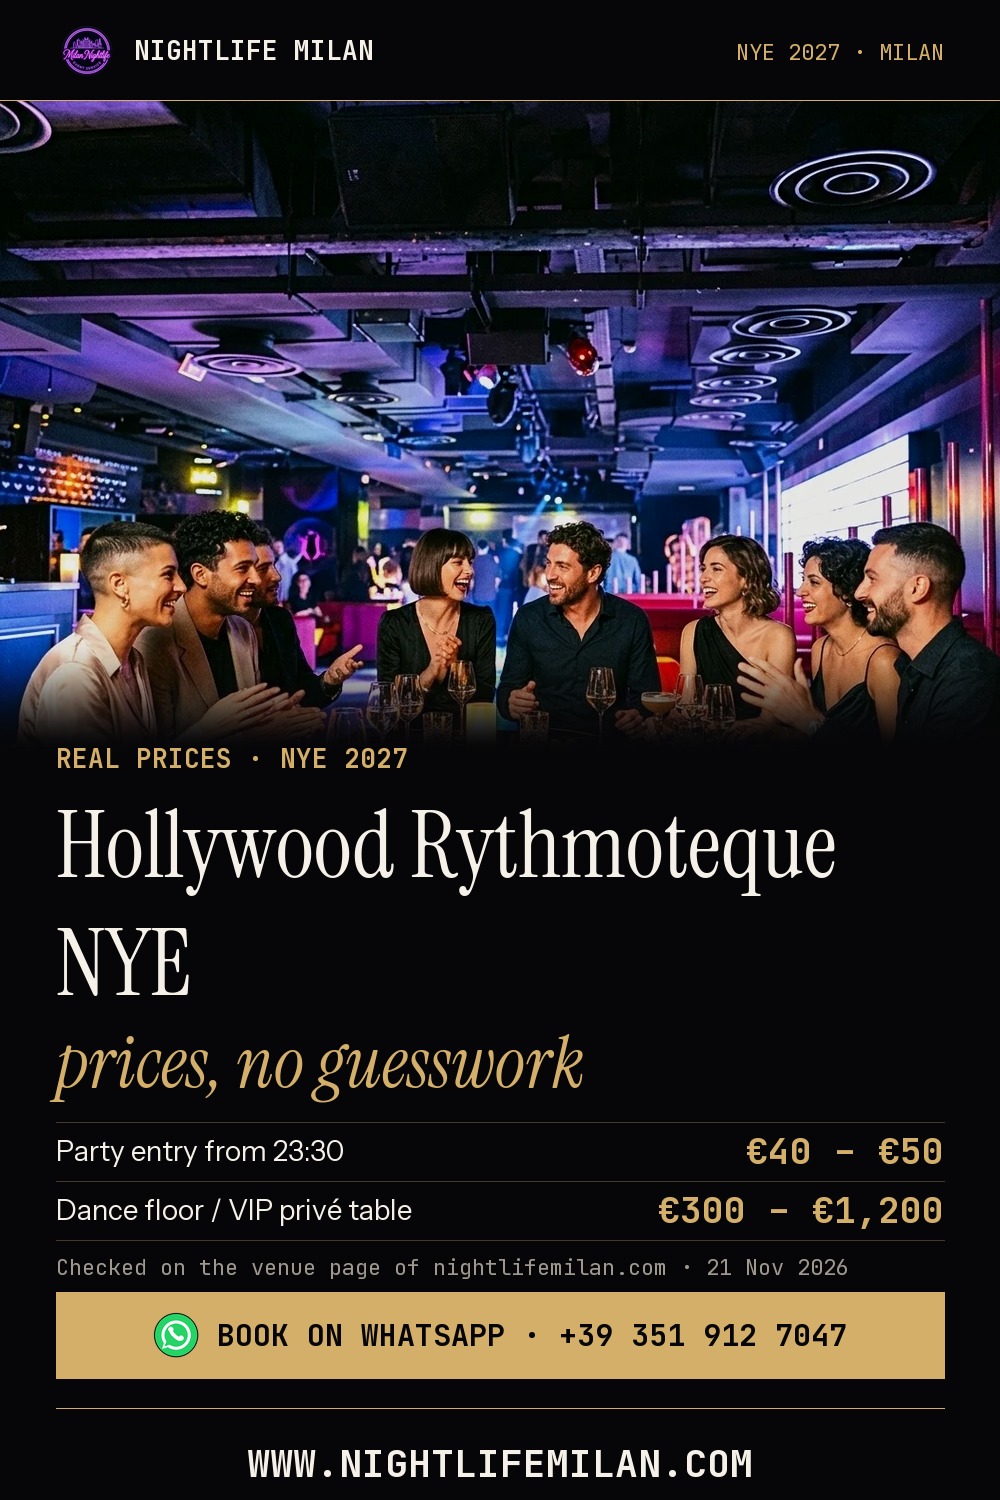 Milan Nightlife
NIGHTLIFE MILAN
NYE 2027 · MILAN
REAL PRICES · NYE 2027
Hollywood Rythmoteque
NYE
prices, no guesswork
Party entry from 23:30 €40 – €50
Dance floor / VIP privé table €300 – €1,200
Checked on the venue page of nightlifemilan.com · 21 Nov 2026
BOOK ON WHATSAPP · +39 351 912 7047
WWW.NIGHTLIFEMILAN.COM